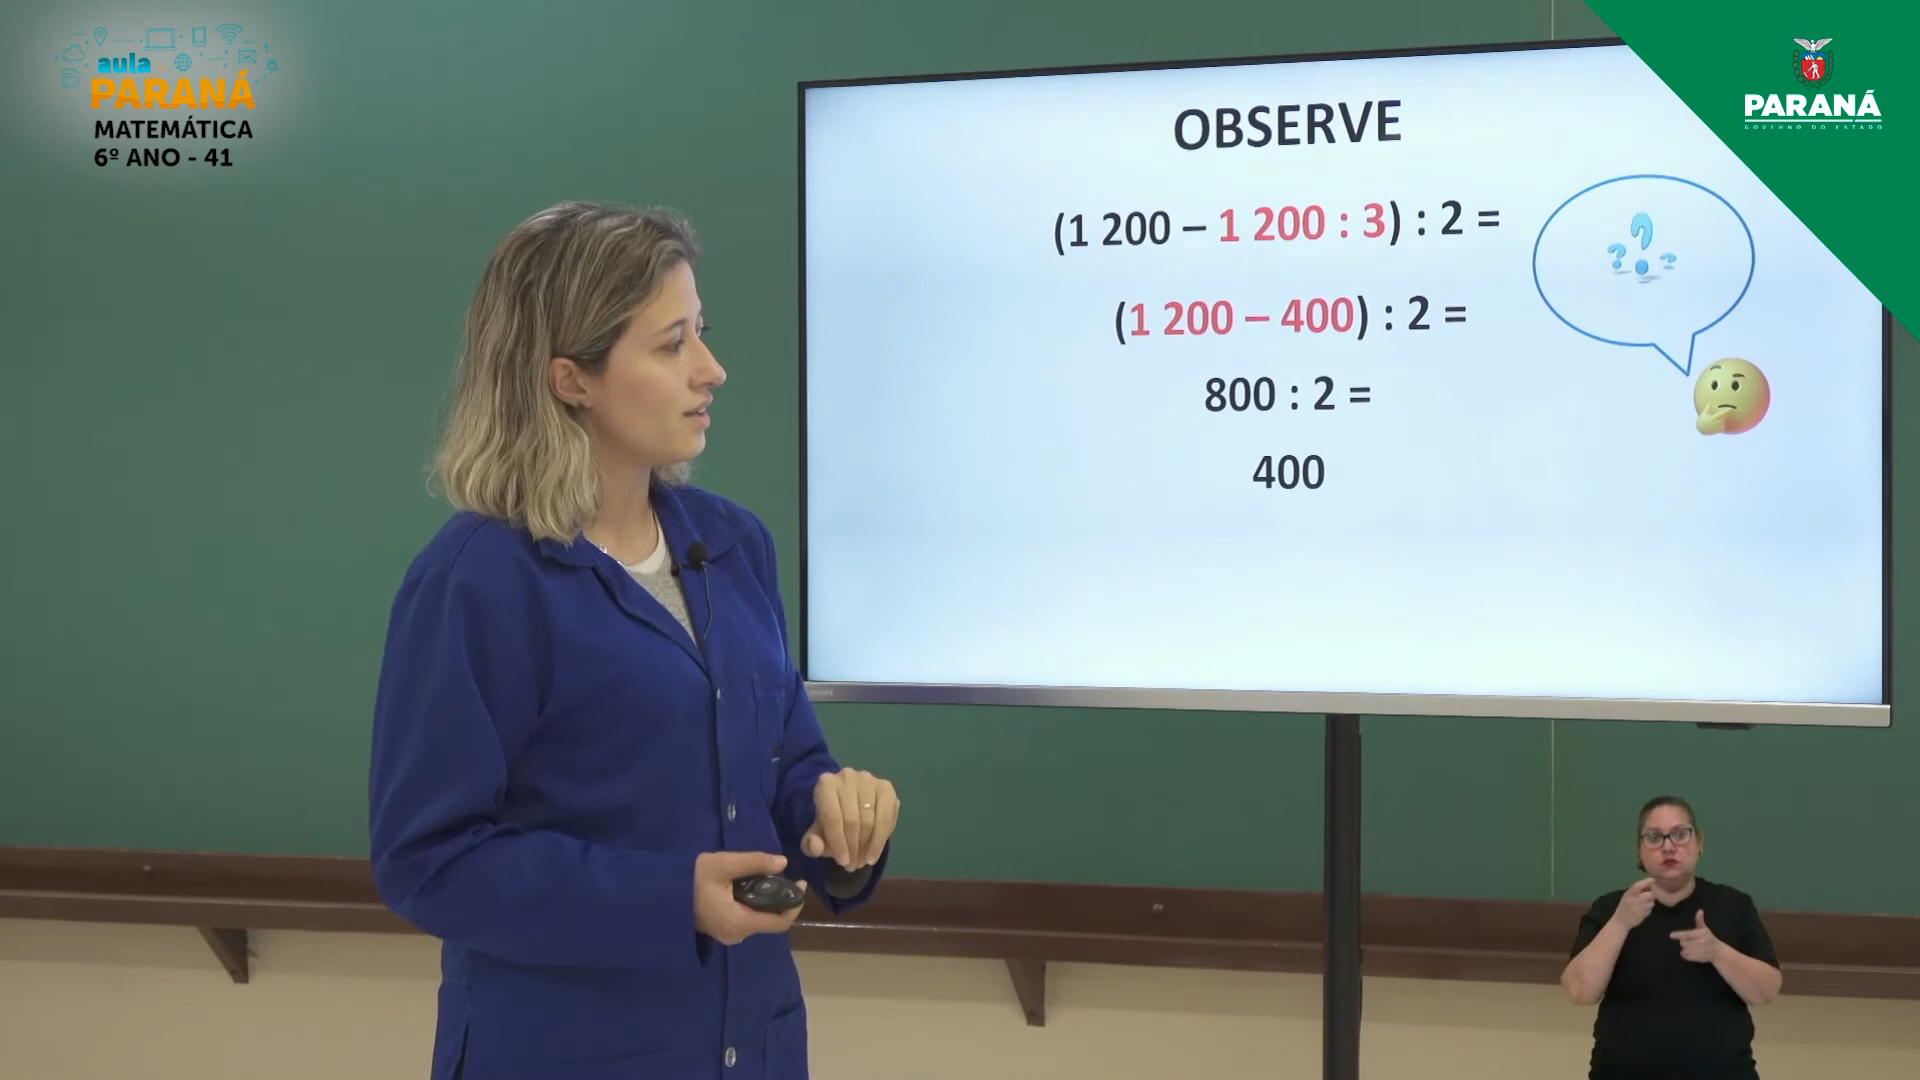 aula
PARANÁ
MATEMÁTICA
6º ANO - 41
OBSERVE
(1 200 – 1 200 : 3) : 2 =
(1 200 – 400) : 2 =
800 : 2 =
400
? ? ?
PARANÁ
GOVERNO DO ESTADO